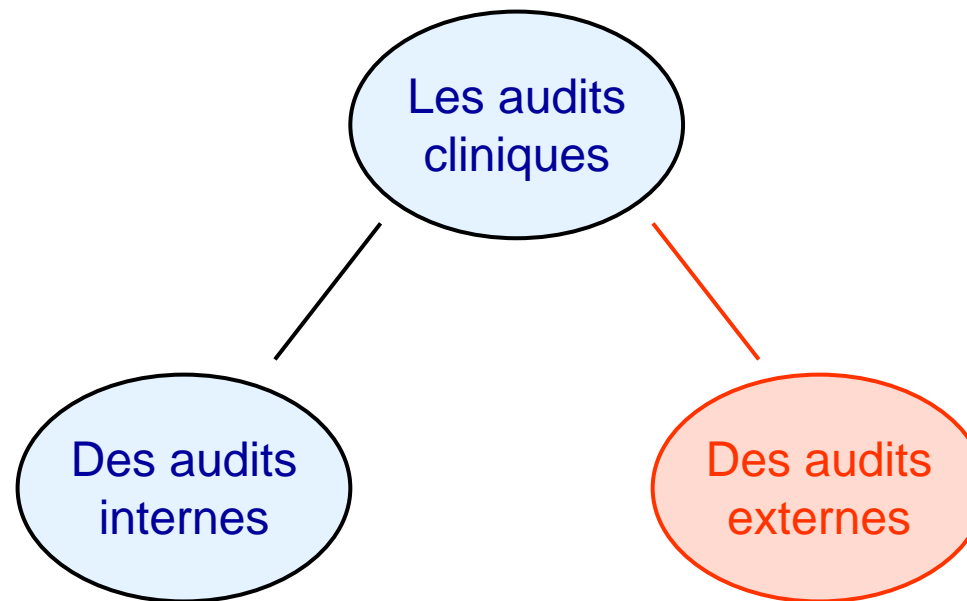 Les audits
cliniques
Des audits
internes
Des audits
externes